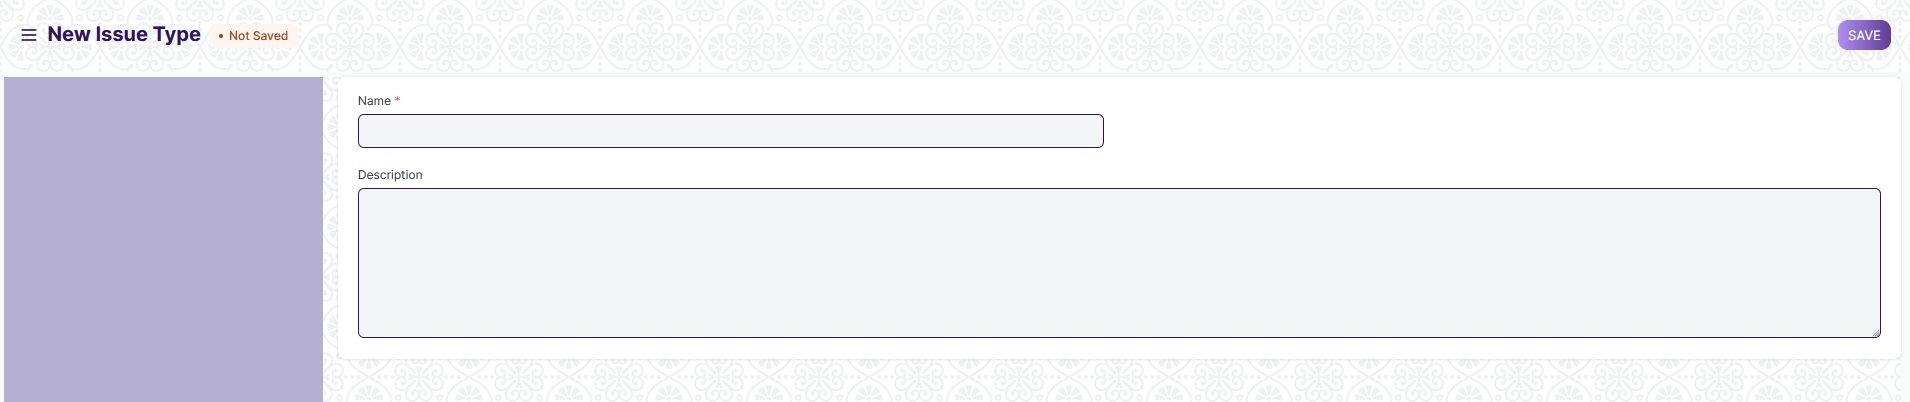 New Issue Type
• Not Saved
SAVE
Name *
Description